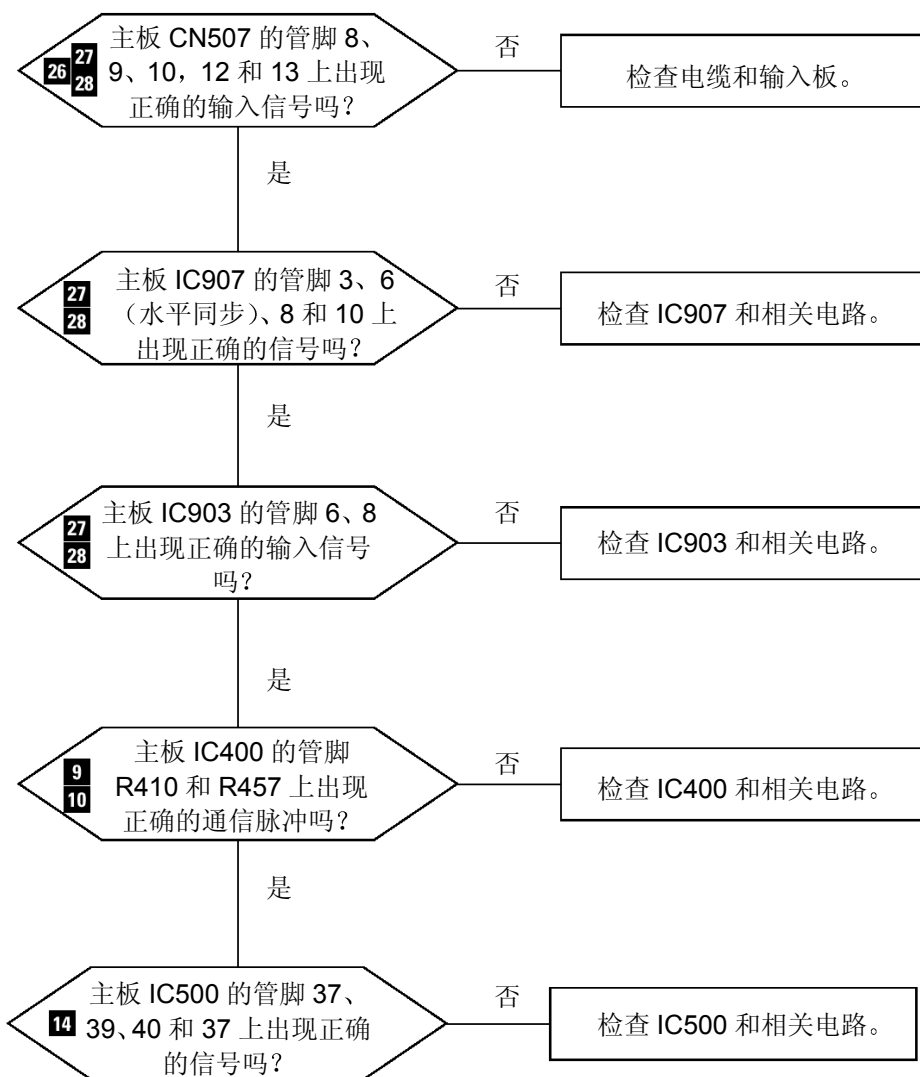 主板 CN507 的管脚 8、
9、10，12 和 13 上出现
正确的输入信号吗？
26 27
28
否
检查电缆和输入板。
是
主板 IC907 的管脚 3、6
（水平同步）、8 和 10 上
出现正确的信号吗？
27
28
否
检查 IC907 和相关电路。
是
主板 IC903 的管脚 6、8
上出现正确的输入信号
吗？
27
28
否
检查 IC903 和相关电路。
是
主板 IC400 的管脚
R410 和 R457 上出现
正确的通信脉冲吗？
9
10
否
检查 IC400 和相关电路。
是
主板 IC500 的管脚 37、
39、40 和 37 上出现正确
的信号吗？
14
否
检查 IC500 和相关电路。